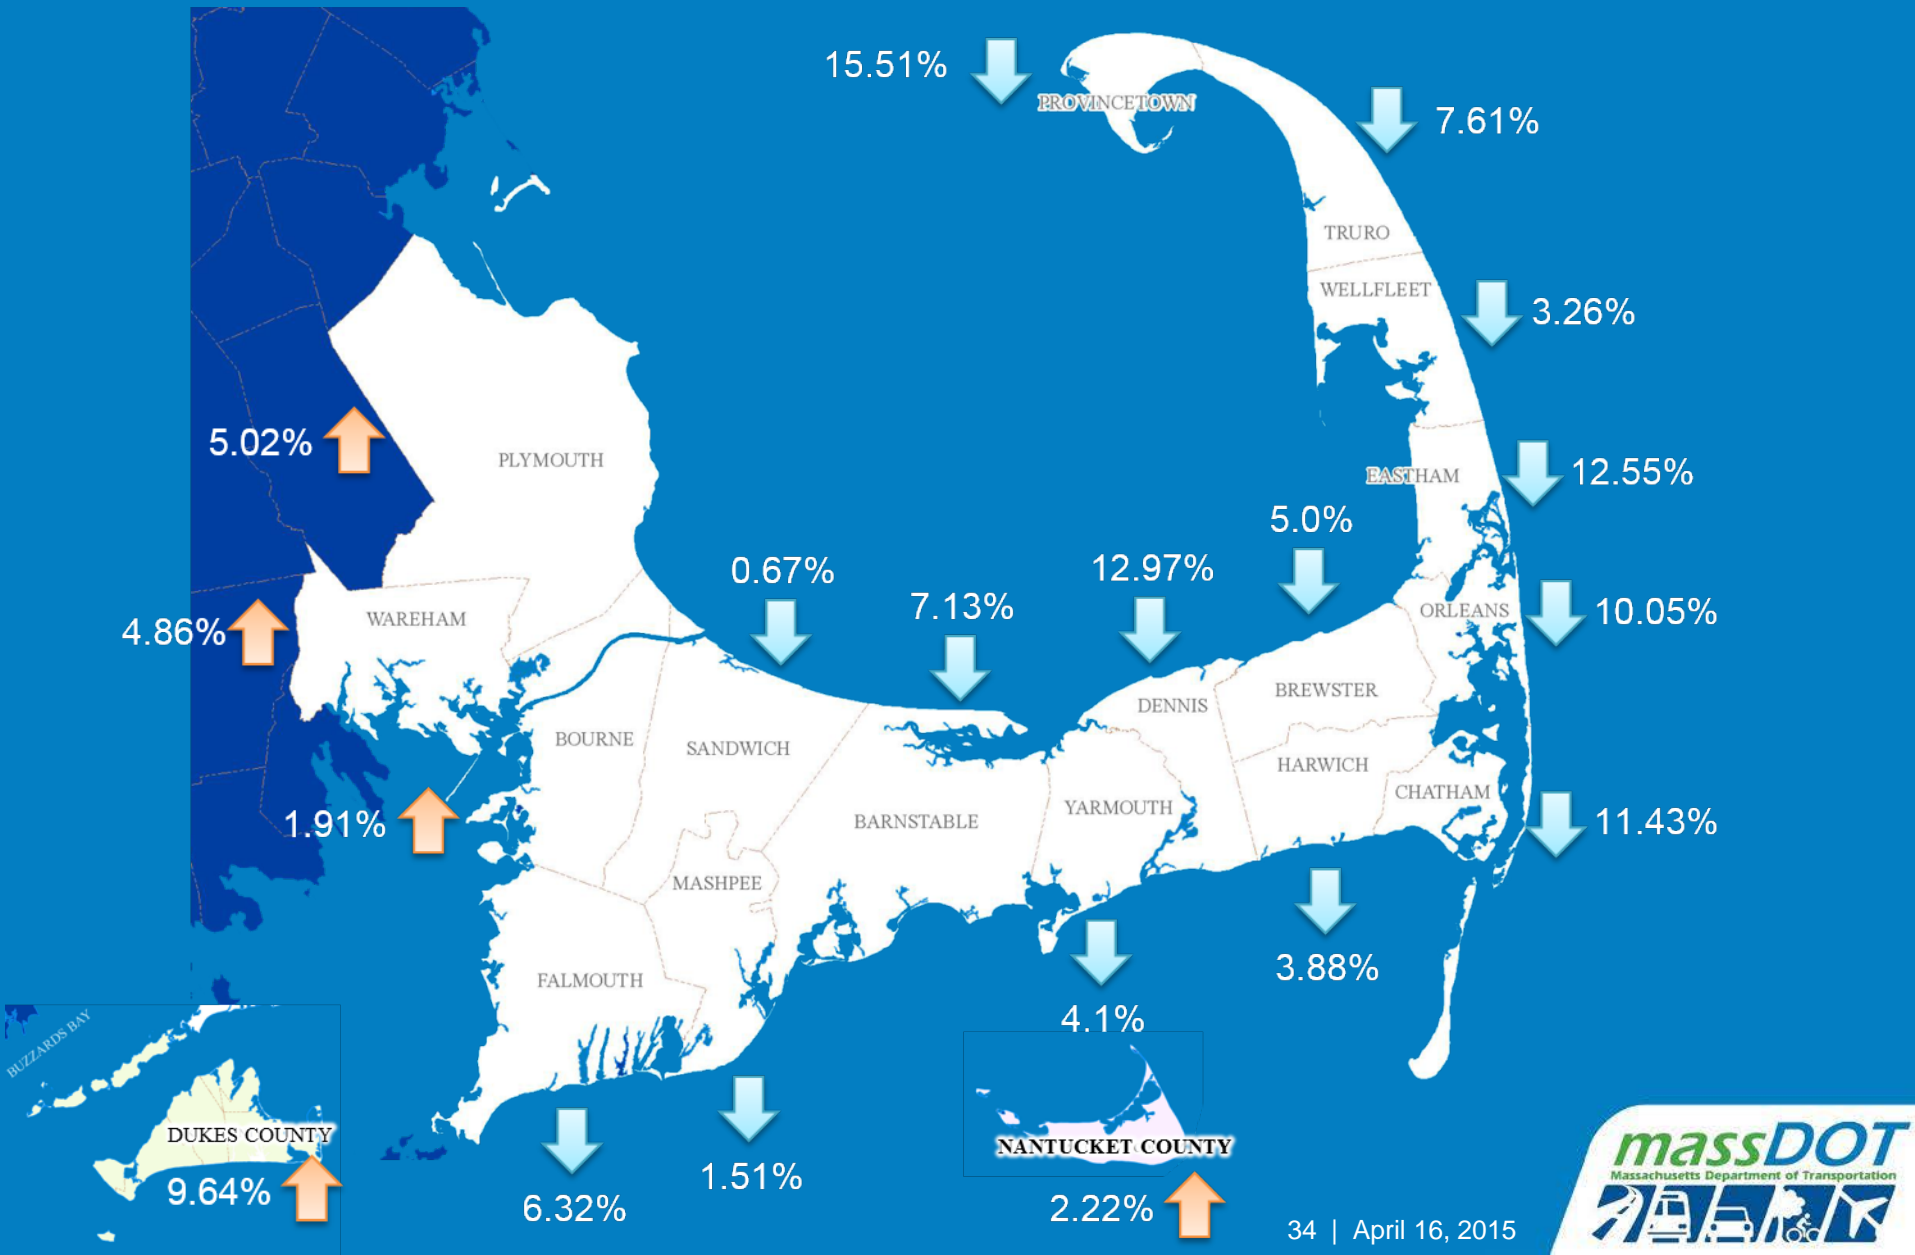 15.51%
PROVINCETOWN
7.61%
TRURO
WELLFLEET
3.26%
5.02%
PLYMOUTH
EASTHAM
12.55%
5.0%
0.67%
12.97%
7.13%
4.86%
WAREHAM
ORLEANS
10.05%
BOURNE
SANDWICH
DENNIS
BREWSTER
HARWICH
CHATHAM
1.91%
BARNSTABLE
YARMOUTH
11.43%
MASHPEE
FALMOUTH
3.88%
4.1%
BUZZARDS BAY
DUKES COUNTY
9.64%
6.32%
1.51%
NANTUCKET COUNTY
2.22%
34 | April 16, 2015
massDOT
Massachusetts Department of Transportation